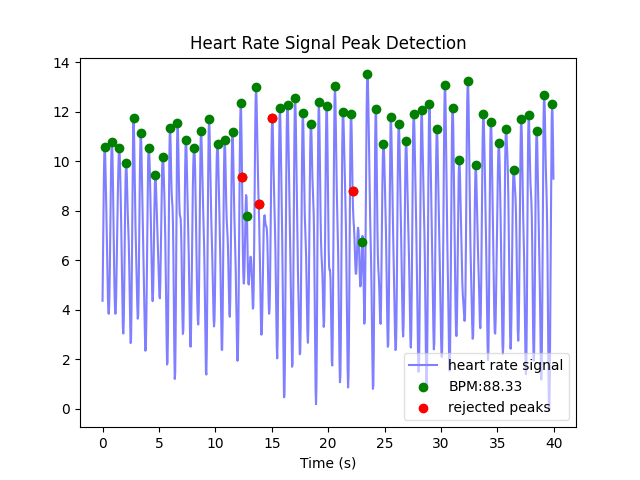 Heart Rate Signal Peak Detection
14
12
10
8
6
4
2
0
heart rate signal
BPM:88.33
rejected peaks
0 5 10 15 20 25 30 35 40
Time (s)